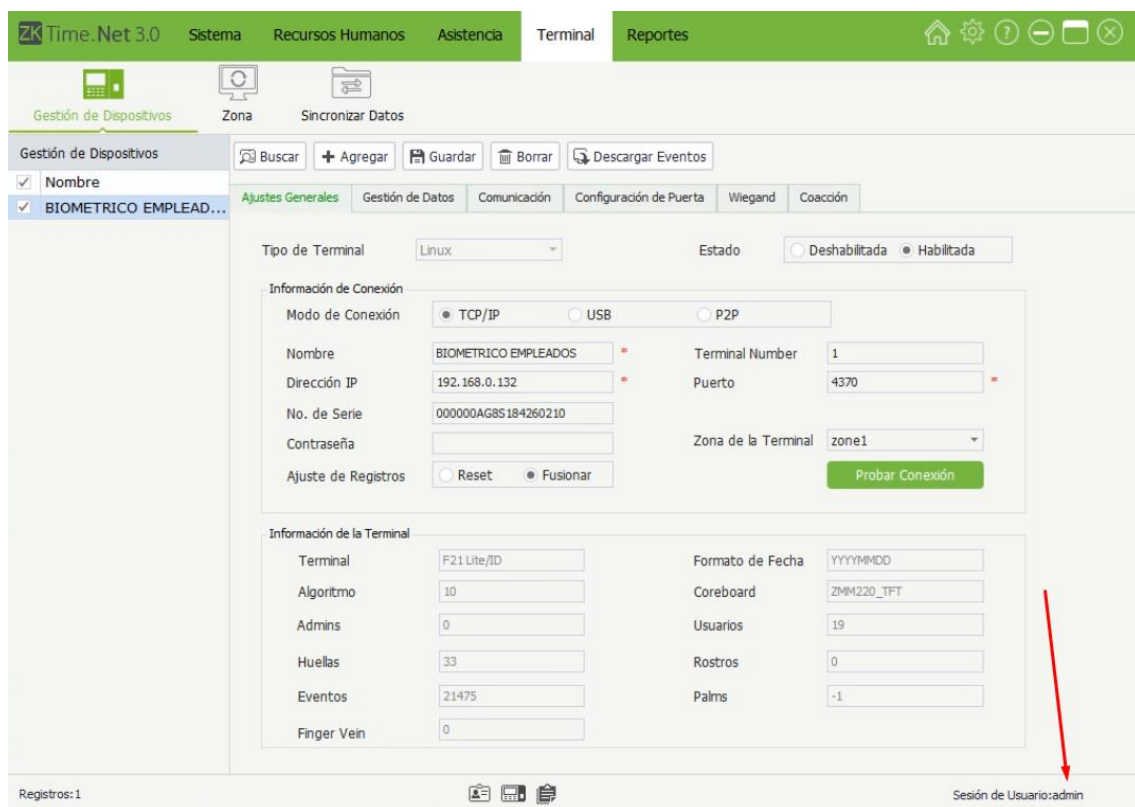 ZK Time.Net 3.0 Sistema Recursos Humanos Asistencia Terminal Reportes
Gestión de Dispositivos Zona Sincronizar Datos
Gestión de Dispositivos
Buscar Agregar Guardar Borrar Descargar Eventos
Nombre
BIOMETRICO EMPLEAD...
Ajustes Generales Gestión de Datos Comunicación Configuración de Puerta Wiegand Coacción
Tipo de Terminal Linux Estado Deshabilitada Habilitada
Información de Conexión
Modo de Conexión TCP/IP USB P2P
Nombre BIOMETRICO EMPLEADOS * Terminal Number 1
Dirección IP 192.168.0.132 * Puerto 4370 *
No. de Serie 000000AG8S184260210
Contraseña Zona de la Terminal zone1
Ajuste de Registros Reset Fusionar Probar Conexión
Información de la Terminal
Terminal F21 Lite/ID Formato de Fecha YYYYMMDD
Algoritmo 10 Coreboard ZMM220_TFT
Admins 0 Usuarios 19
Huellas 33 Rostros 0
Eventos 21475 Palms -1
Finger Vein 0
Registros:1 Sesión de Usuario:admin